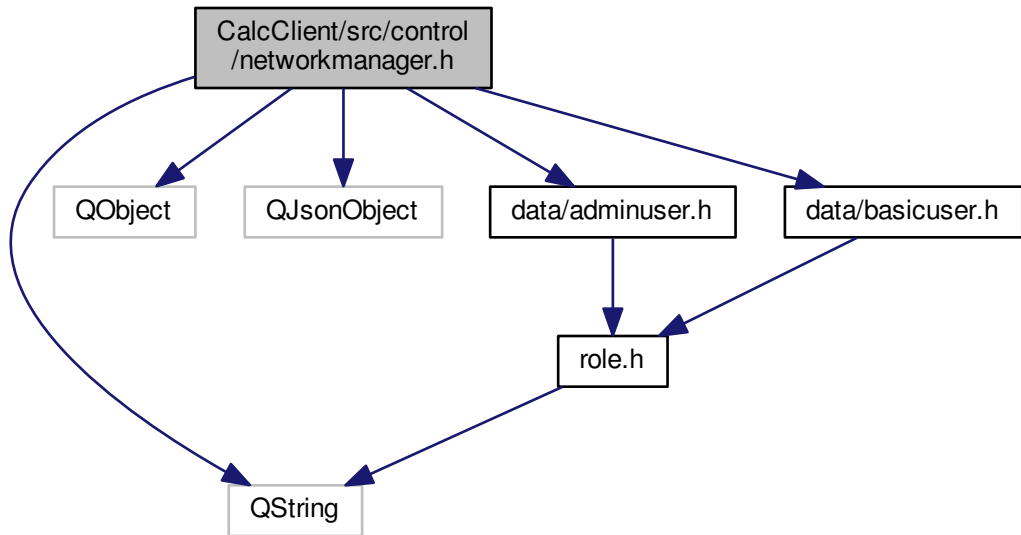 CalcClient/src/control
/networkmanager.h
QObject
QJsonObject
data/adminuser.h
data/basicuser.h
role.h
QString